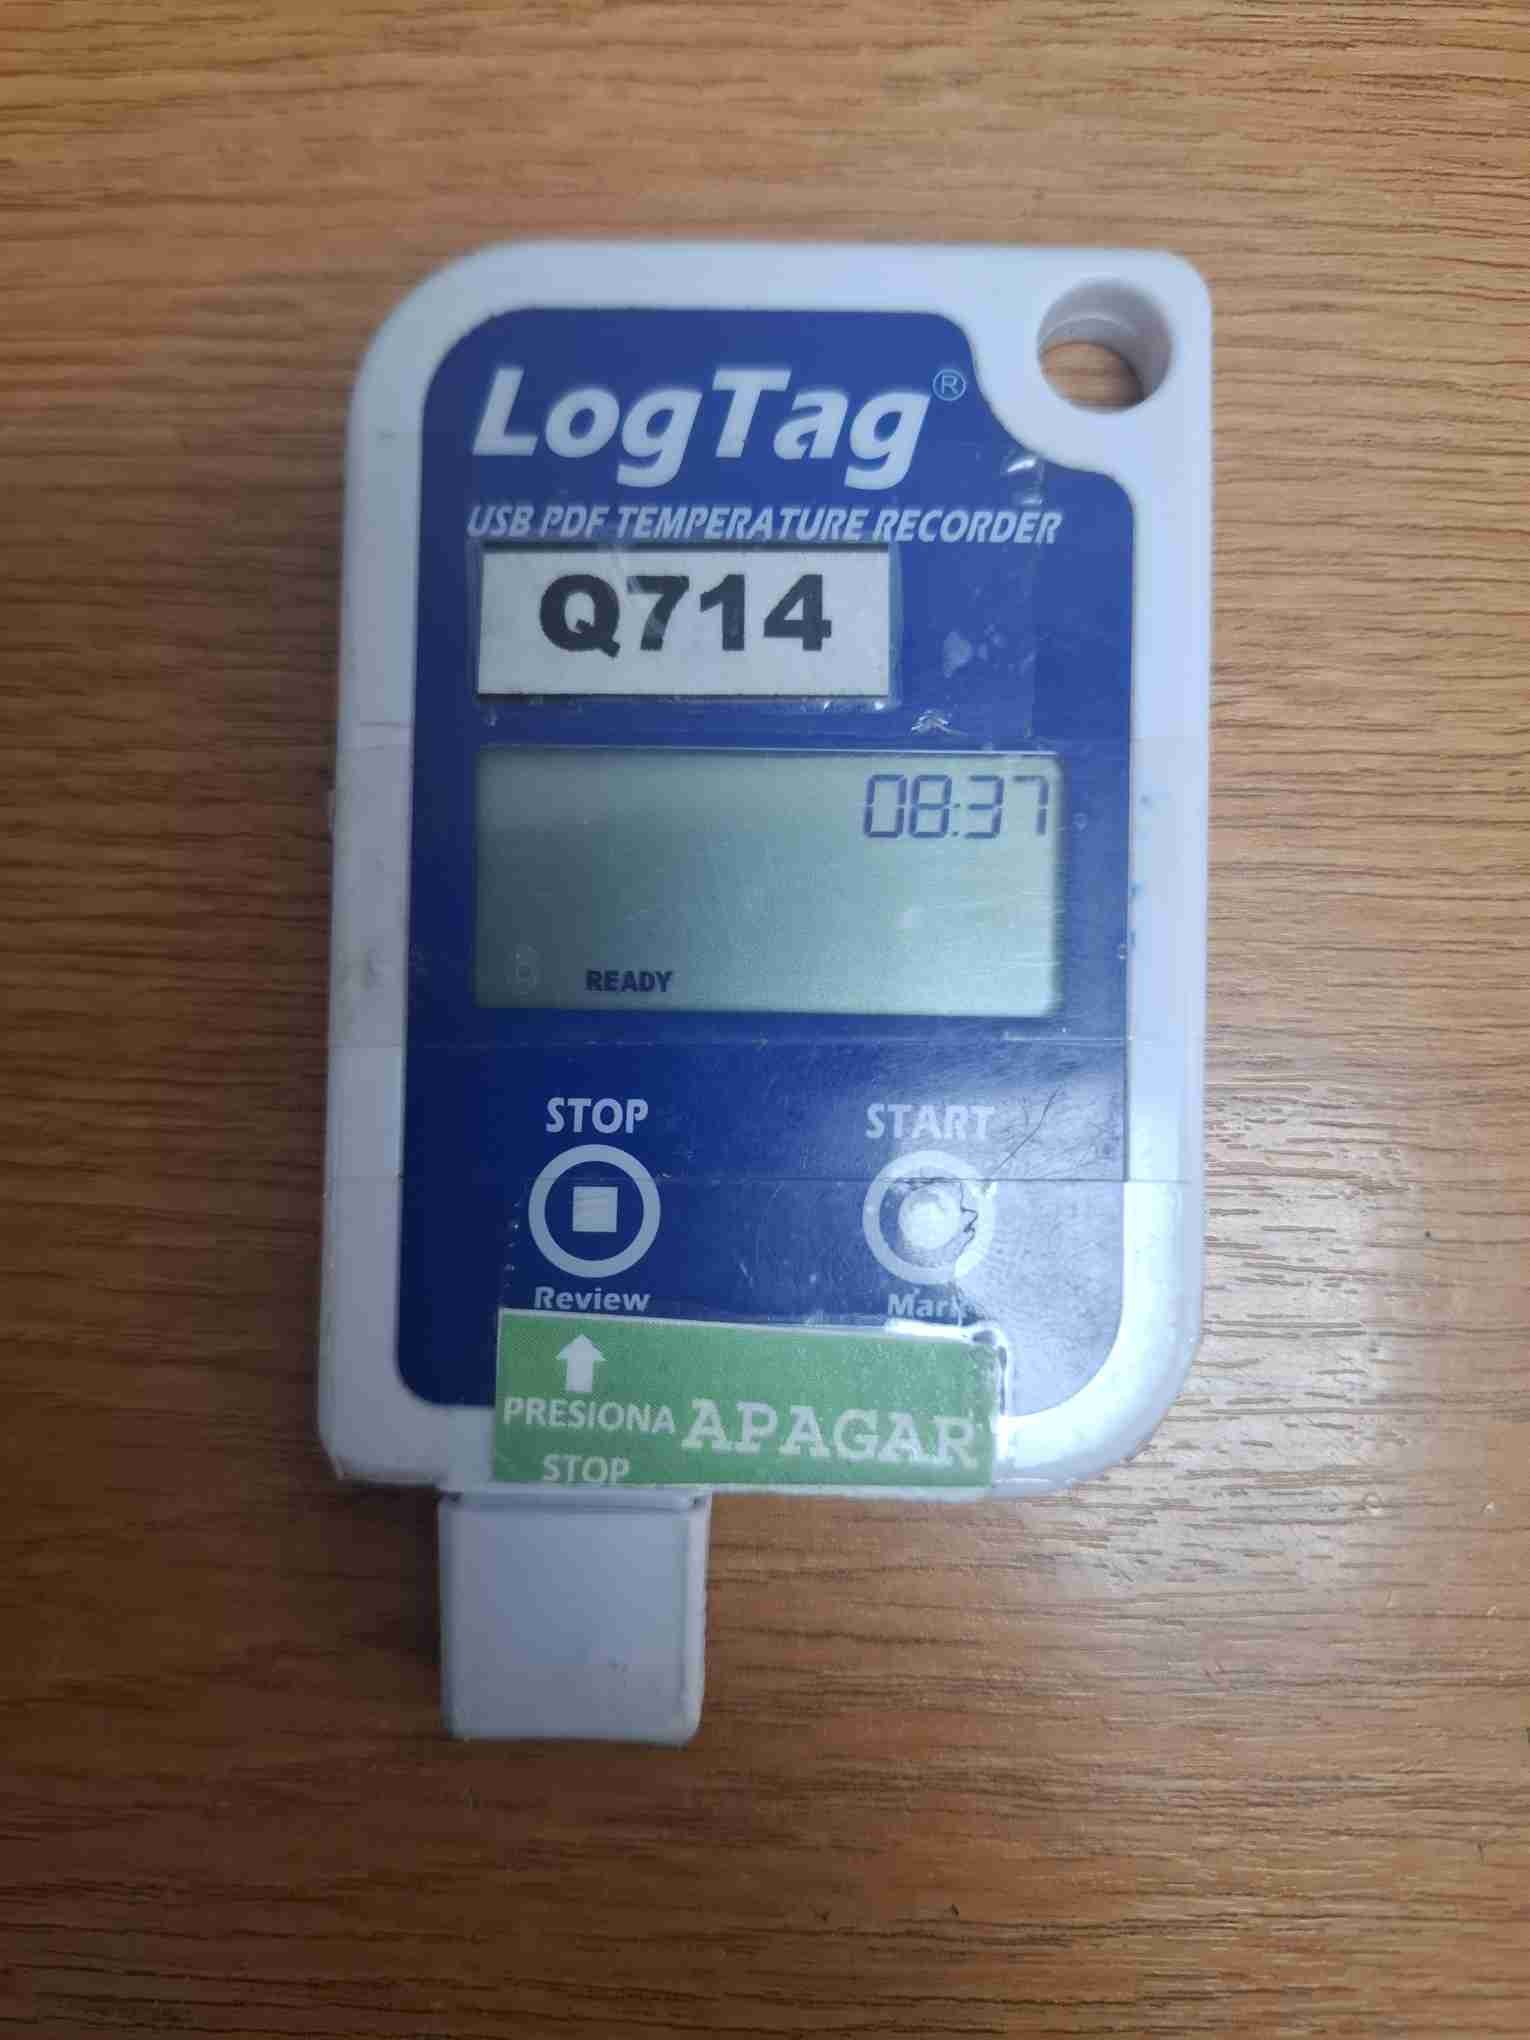 LogTag®
USB PDF TEMPERATURE RECORDER
Q714
08:37
READY
STOP START
Review Mark
PRESIONA APAGAR
STOP